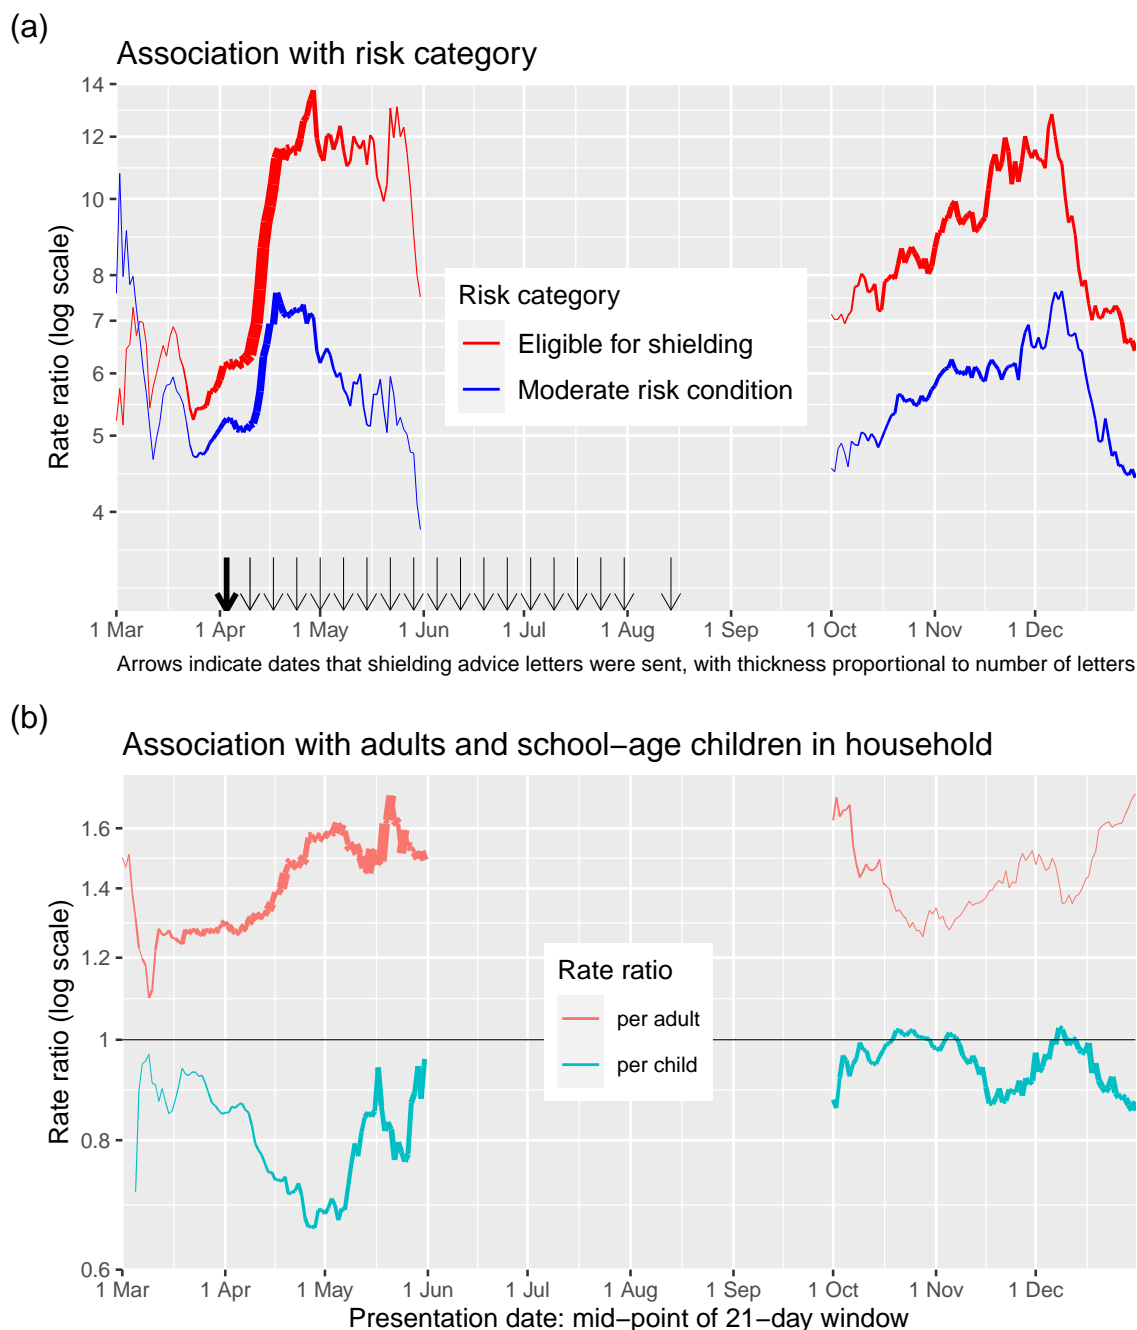 (a)
Association with risk category
14
12
10
8
7
6
5
4
Rate ratio (log scale)
Risk category
Eligible for shielding
Moderate risk condition
1 Mar 1 Apr 1 May 1 Jun 1 Jul 1 Aug 1 Sep 1 Oct 1 Nov 1 Dec
Arrows indicate dates that shielding advice letters were sent, with thickness proportional to number of letters
(b)
Association with adults and school−age children in household
1.6
1.4
1.2
1
0.8
0.6
Rate ratio (log scale)
Rate ratio
per adult
per child
1 Mar 1 Apr 1 May 1 Jun 1 Jul 1 Aug 1 Sep 1 Oct 1 Nov 1 Dec
Presentation date: mid−point of 21−day window